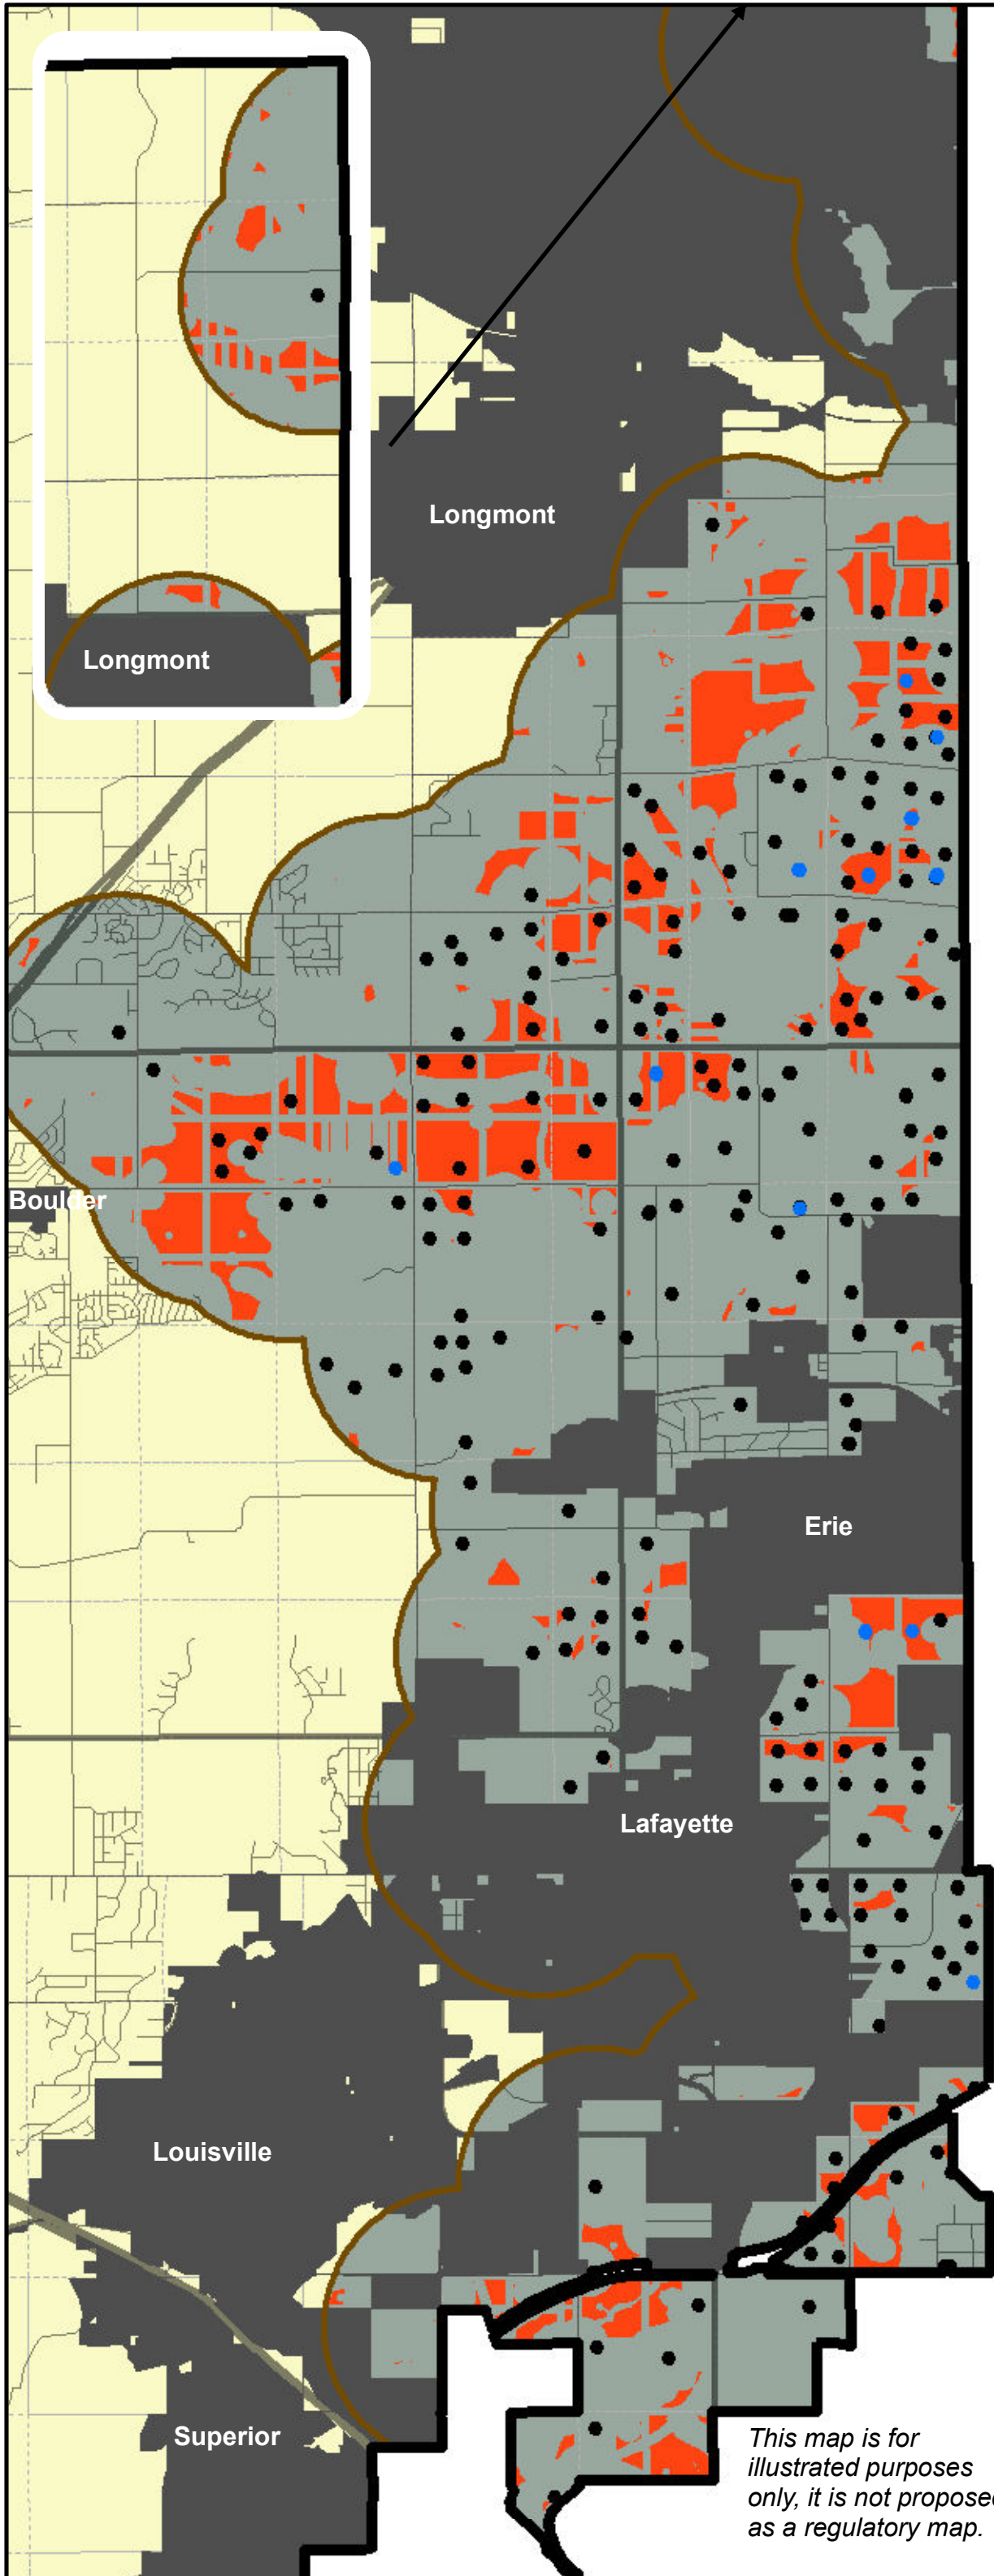 Longmont
Longmont
Boulder
Erie
Lafayette
Louisville
Superior
This map is for
illustrated purposes
only, it is not proposed
as a regulatory map.